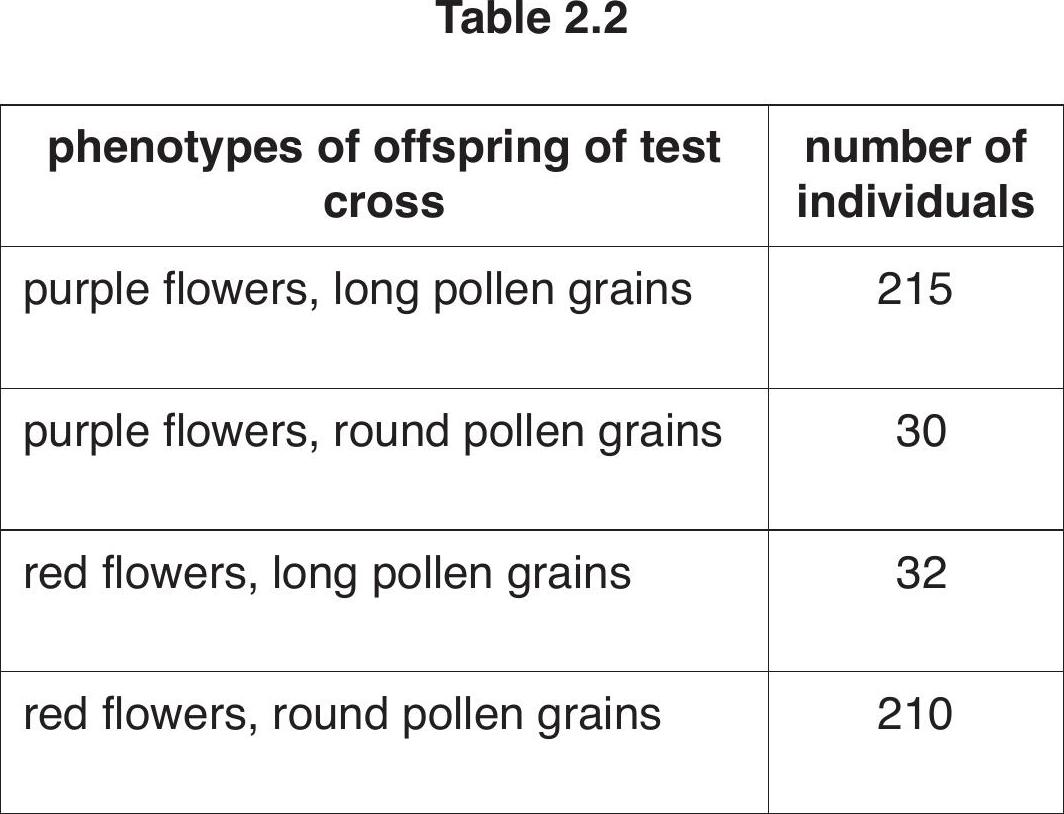 Table 2.2
phenotypes of offspring of test
cross
number of
individuals
purple flowers, long pollen grains
215
purple flowers, round pollen grains
30
red flowers, long pollen grains
32
red flowers, round pollen grains
210